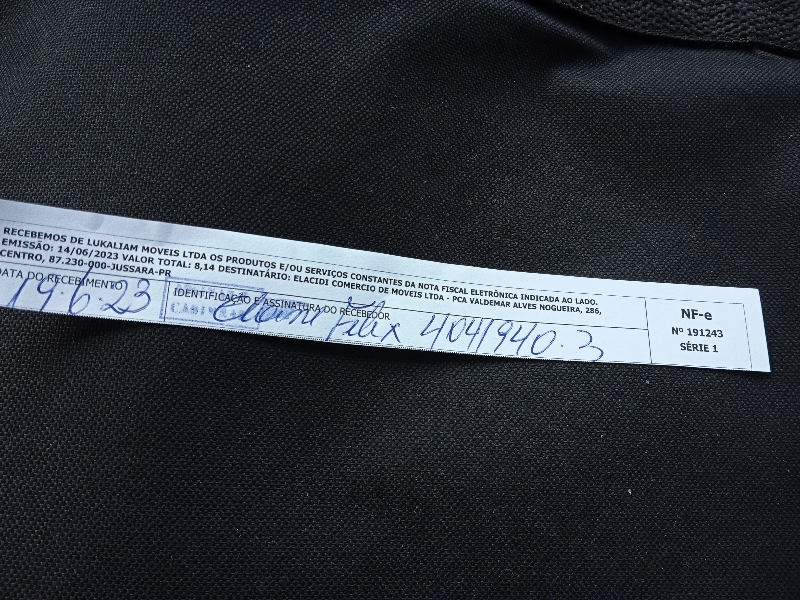 RECEBEMOS DE LUKALIAM MOVEIS LTDA OS PRODUTOS E/OU SERVIÇOS CONSTANTES DA NOTA FISCAL ELETRÔNICA INDICADA AO LADO.
EMISSÃO: 14/06/2023 VALOR TOTAL: 8,14 DESTINATÁRIO: ELACIDI COMERCIO DE MOVEIS LTDA - PCA VALDEMAR ALVES NOGUEIRA, 286,
CENTRO, 87.230-000-JUSSARA-PR
DATA DO RECEBIMENTO
19.6.23
IDENTIFICAÇÃO E ASSINATURA DO RECEBEDOR
Felix 4041940.3
NF-e
Nº 191243
SÉRIE 1